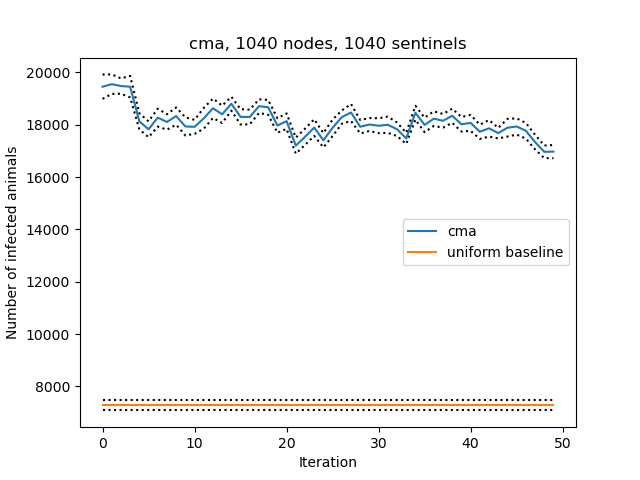 cma, 1040 nodes, 1040 sentinels
20000
18000
16000
14000
12000
10000
8000
Number of infected animals
cma
uniform baseline
0 10 20 30 40 50
Iteration